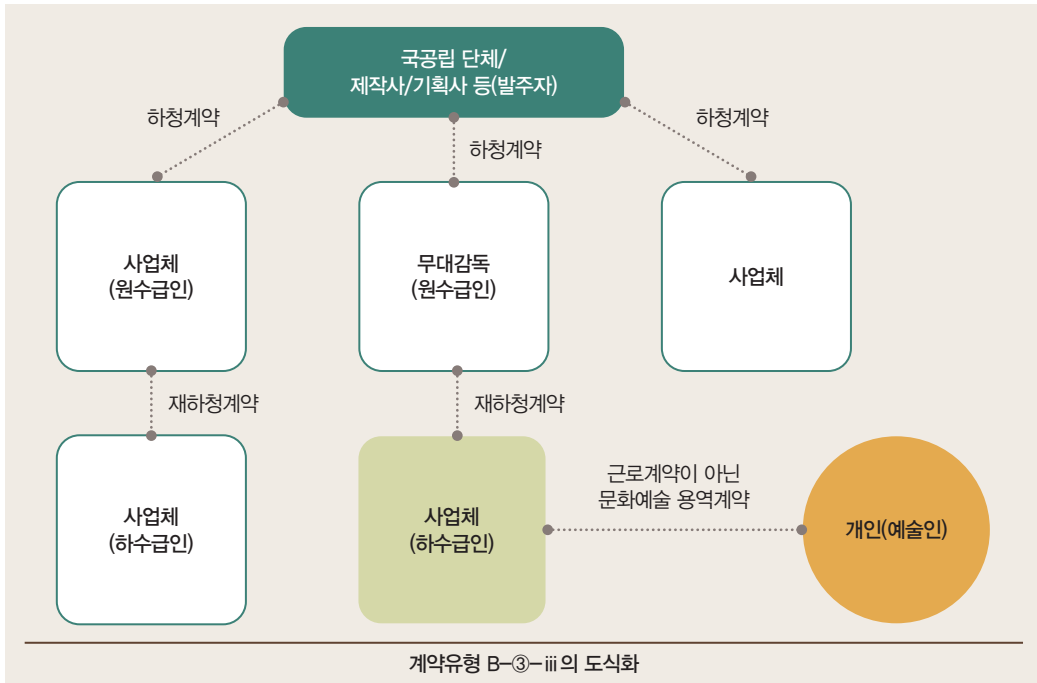 국공립 단체/
제작사/기획사 등(발주자)
하청계약
하청계약
하청계약
사업체
(원수급인)
무대감독
(원수급인)
사업체
재하청계약
재하청계약
사업체
(하수급인)
사업체
(하수급인)
근로계약이 아닌
문화예술 용역계약
개인(예술인)
계약유형 B-③-ⅲ의 도식화